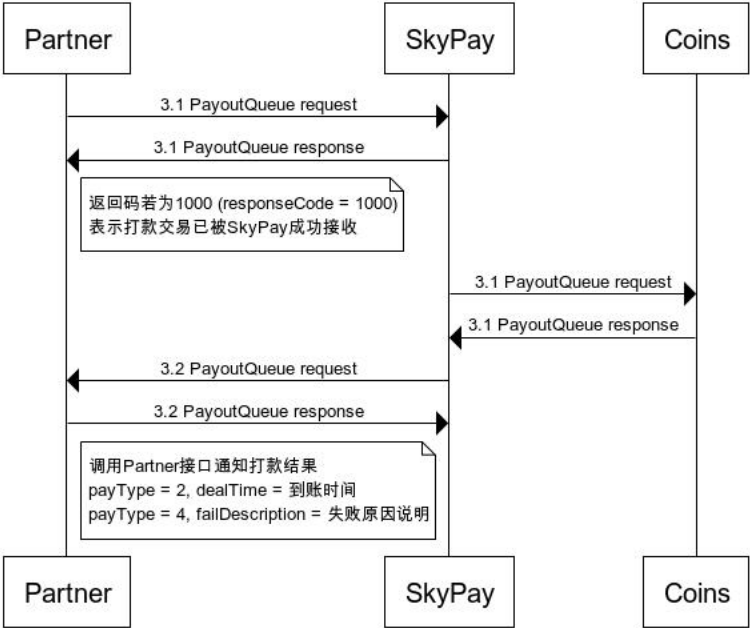 Partner
SkyPay
Coins
3.1 PayoutQueue request
3.1 PayoutQueue response
返回码若为1000 (responseCode = 1000)
表示打款交易已被SkyPay成功接收
3.1 PayoutQueue request
3.1 PayoutQueue response
3.2 PayoutQueue request
3.2 PayoutQueue response
调用Partner接口通知打款结果
payType = 2, dealTime = 到账时间
payType = 4, failDescription = 失败原因说明
Partner
SkyPay
Coins